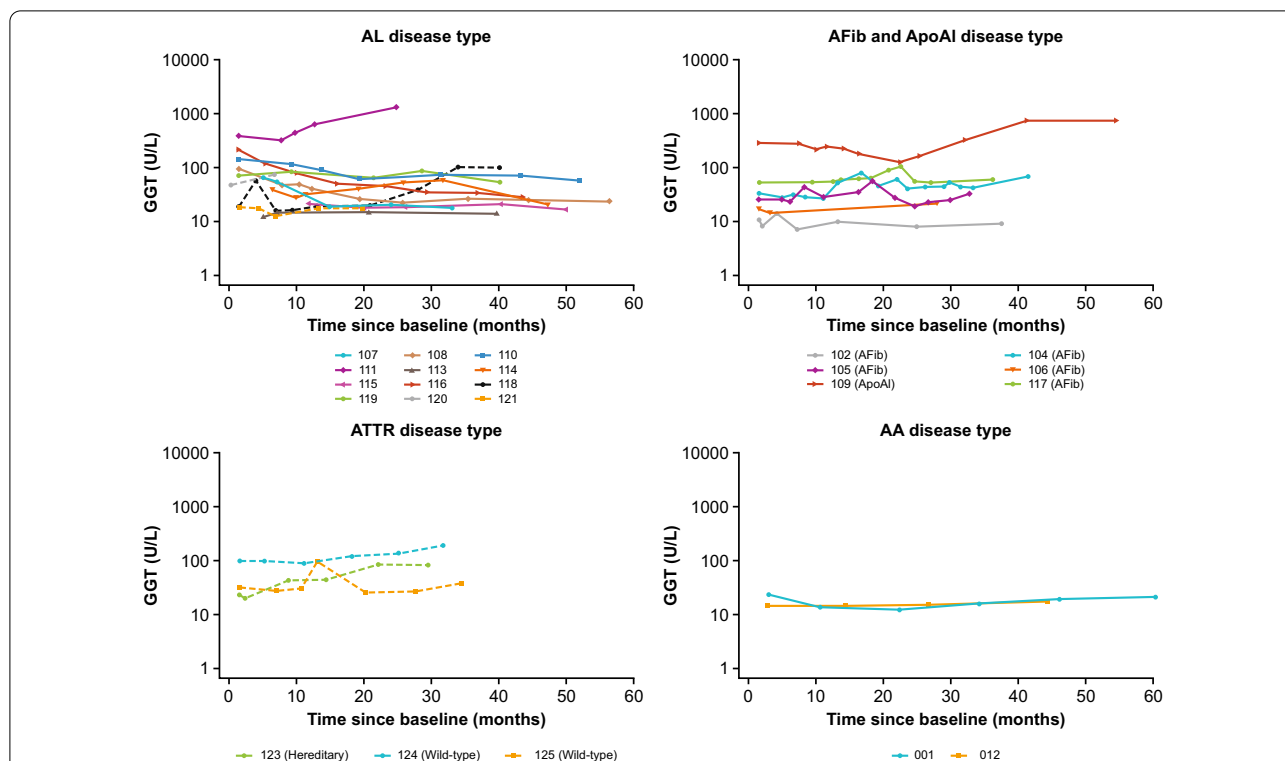 AL disease type
10000
1000
100
10
1
GGT (U/L)
0 10 20 30 40 50 60
Time since baseline (months)
107 108 110
111 113 114
115 116 118
119 120 121
AFib and ApoAl disease type
10000
1000
100
10
1
GGT (U/L)
0 10 20 30 40 50 60
Time since baseline (months)
102 (AFib) 104 (AFib)
105 (AFib) 106 (AFib)
109 (ApoAl) 117 (AFib)
ATTR disease type
10000
1000
100
10
1
GGT (U/L)
0 10 20 30 40 50 60
Time since baseline (months)
123 (Hereditary) 124 (Wild-type) 125 (Wild-type)
AA disease type
10000
1000
100
10
1
GGT (U/L)
0 10 20 30 40 50 60
Time since baseline (months)
001 012